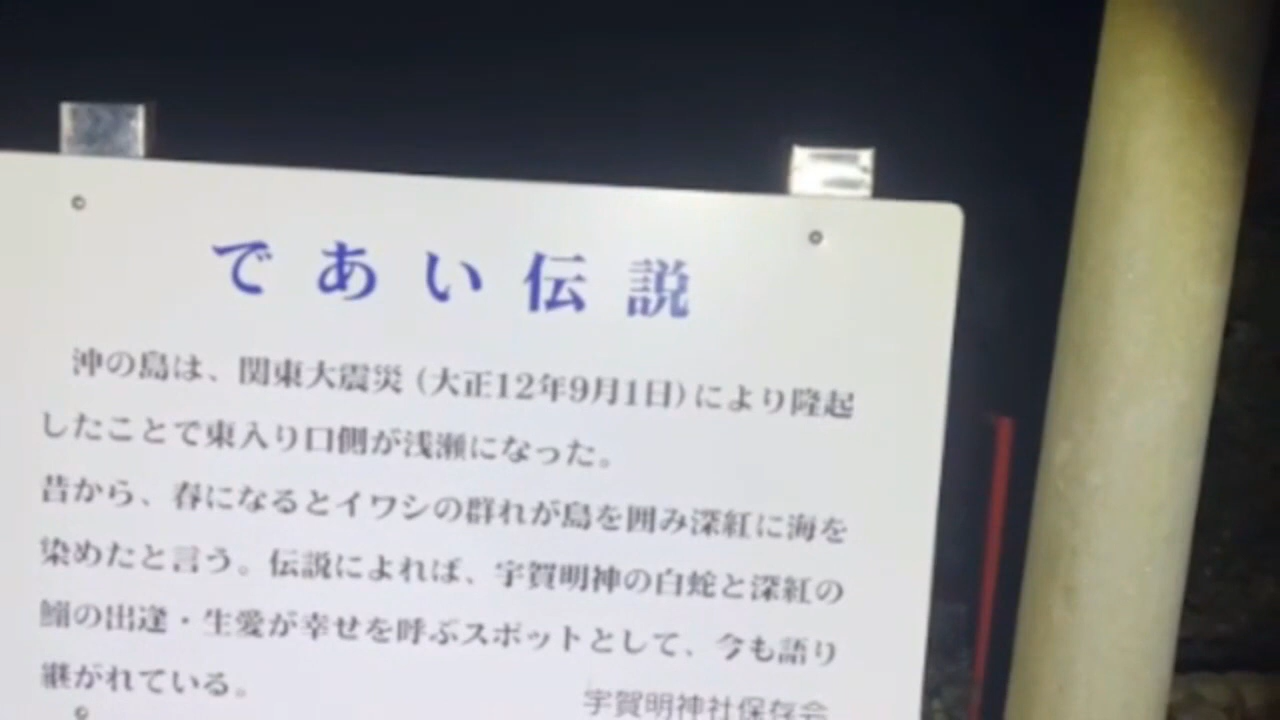 であい伝説
沖の島は、関東大震災（大正12年9月1日）により隆起
したことで東入り口側が浅瀬になった。
昔から、春になるとイワシの群れが島を囲み深紅に海を
染めたと言う。伝説によれば、宇賀明神の白蛇と深紅の
鰯の出逢・生愛が幸せを呼ぶスポットとして、今も語り
継がれている。
宇賀明神社保存会